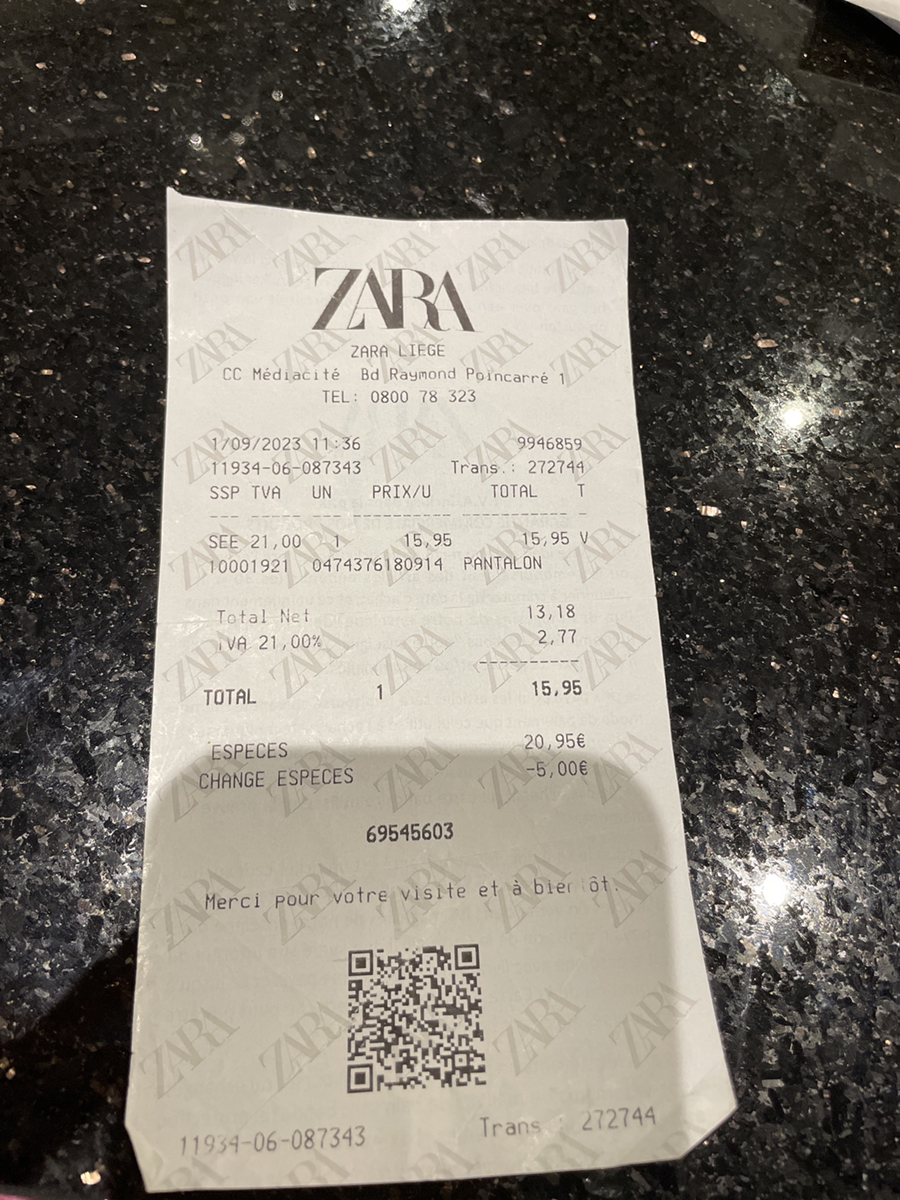 ZARA
ZARA LIEGE
CC Médiacité Bd Raymond Poincarré 1
TEL: 0800 78 323
1/09/2023 11:36 9946859
11934-06-087343 Trans.: 272744
SSP TVA UN PRIX/U TOTAL T
SEE 21,00 1 15,95 15,95 V
10001921 0474376180914 PANTALON
Total Net 13,18
TVA 21,00% 2,77
TOTAL 1 15,95
ESPECES 20,95€
CHANGE ESPECES -5,00€
69545603
Merci pour votre visite et à bientôt.
11934-06-087343 Trans.: 272744